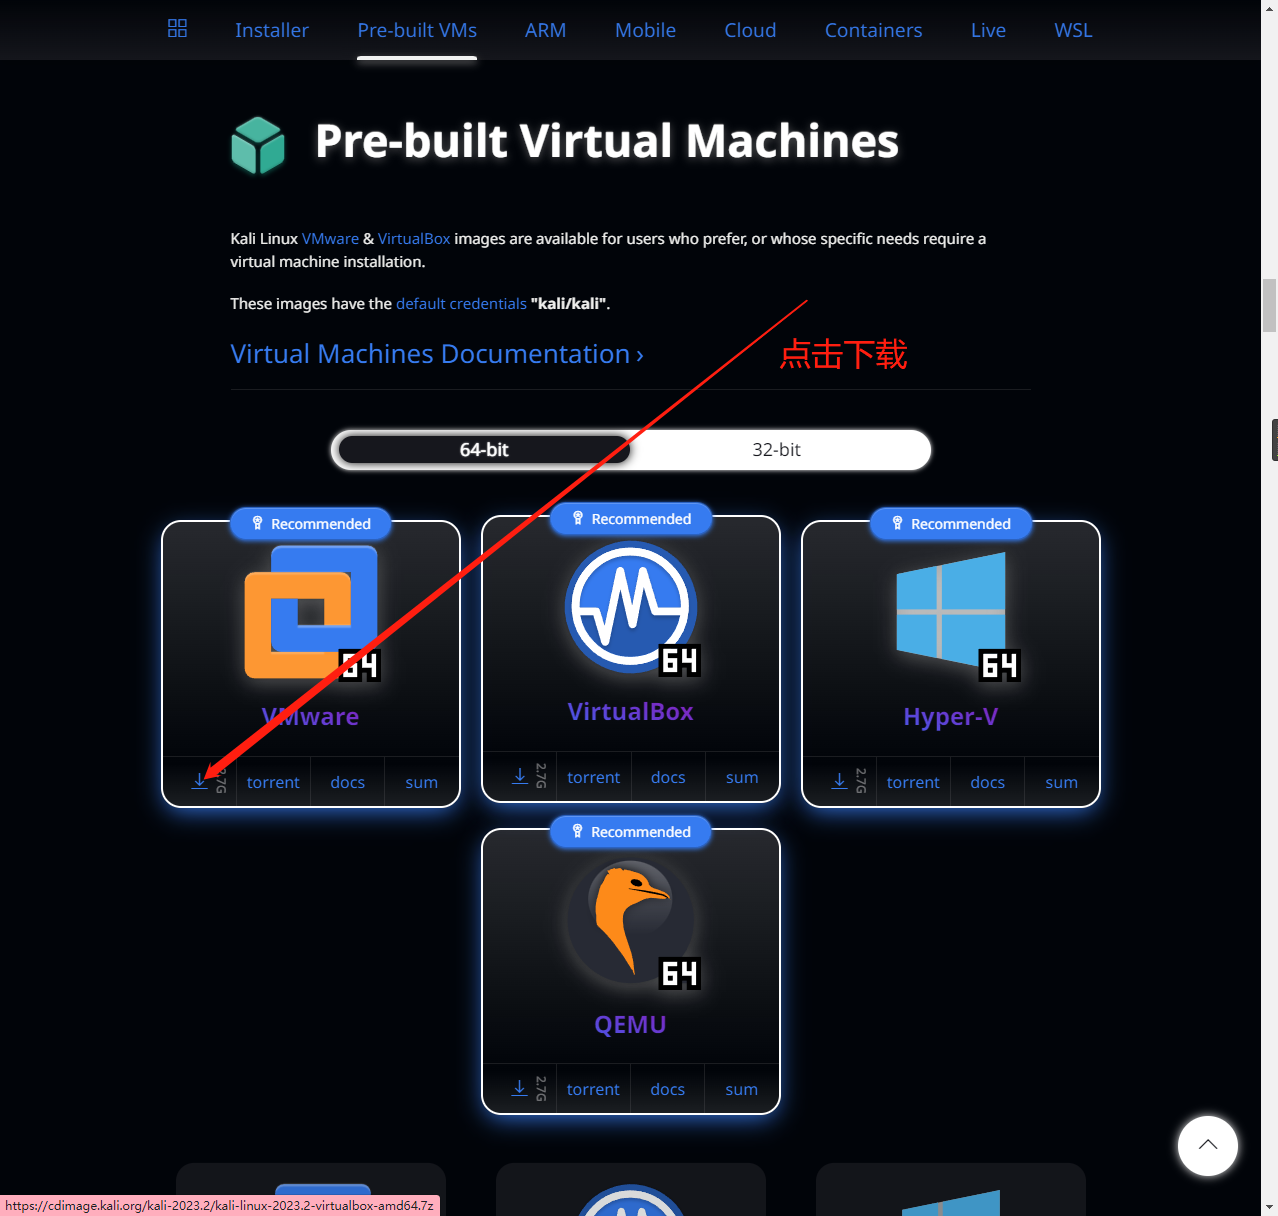 Installer Pre-built VMs ARM Mobile Cloud Containers Live WSL
Pre-built Virtual Machines
Kali Linux VMware & VirtualBox images are available for users who prefer, or whose specific needs require a
virtual machine installation.
These images have the default credentials "kali/kali".
Virtual Machines Documentation ›
点击下载
64-bit 32-bit
Recommended
64
VMware
2.7G torrent docs sum
Recommended
64
VirtualBox
2.7G torrent docs sum
Recommended
64
Hyper-V
2.7G torrent docs sum
Recommended
64
QEMU
2.7G torrent docs sum
https://cdimage.kali.org/kali-2023.2/kali-linux-2023.2-virtualbox-amd64.7z